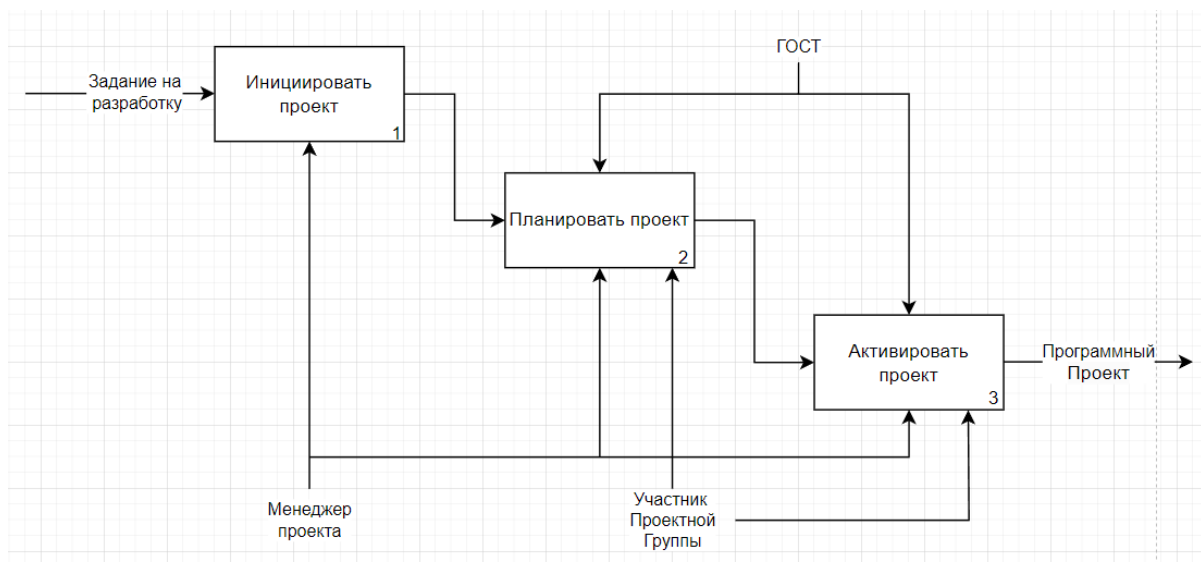 ГОСТ
Задание на
разработку
Инициировать
проект
1
Планировать проект
2
Активировать
проект
3
Программный
Проект
Менеджер
проекта
Участник
Проектной
Группы